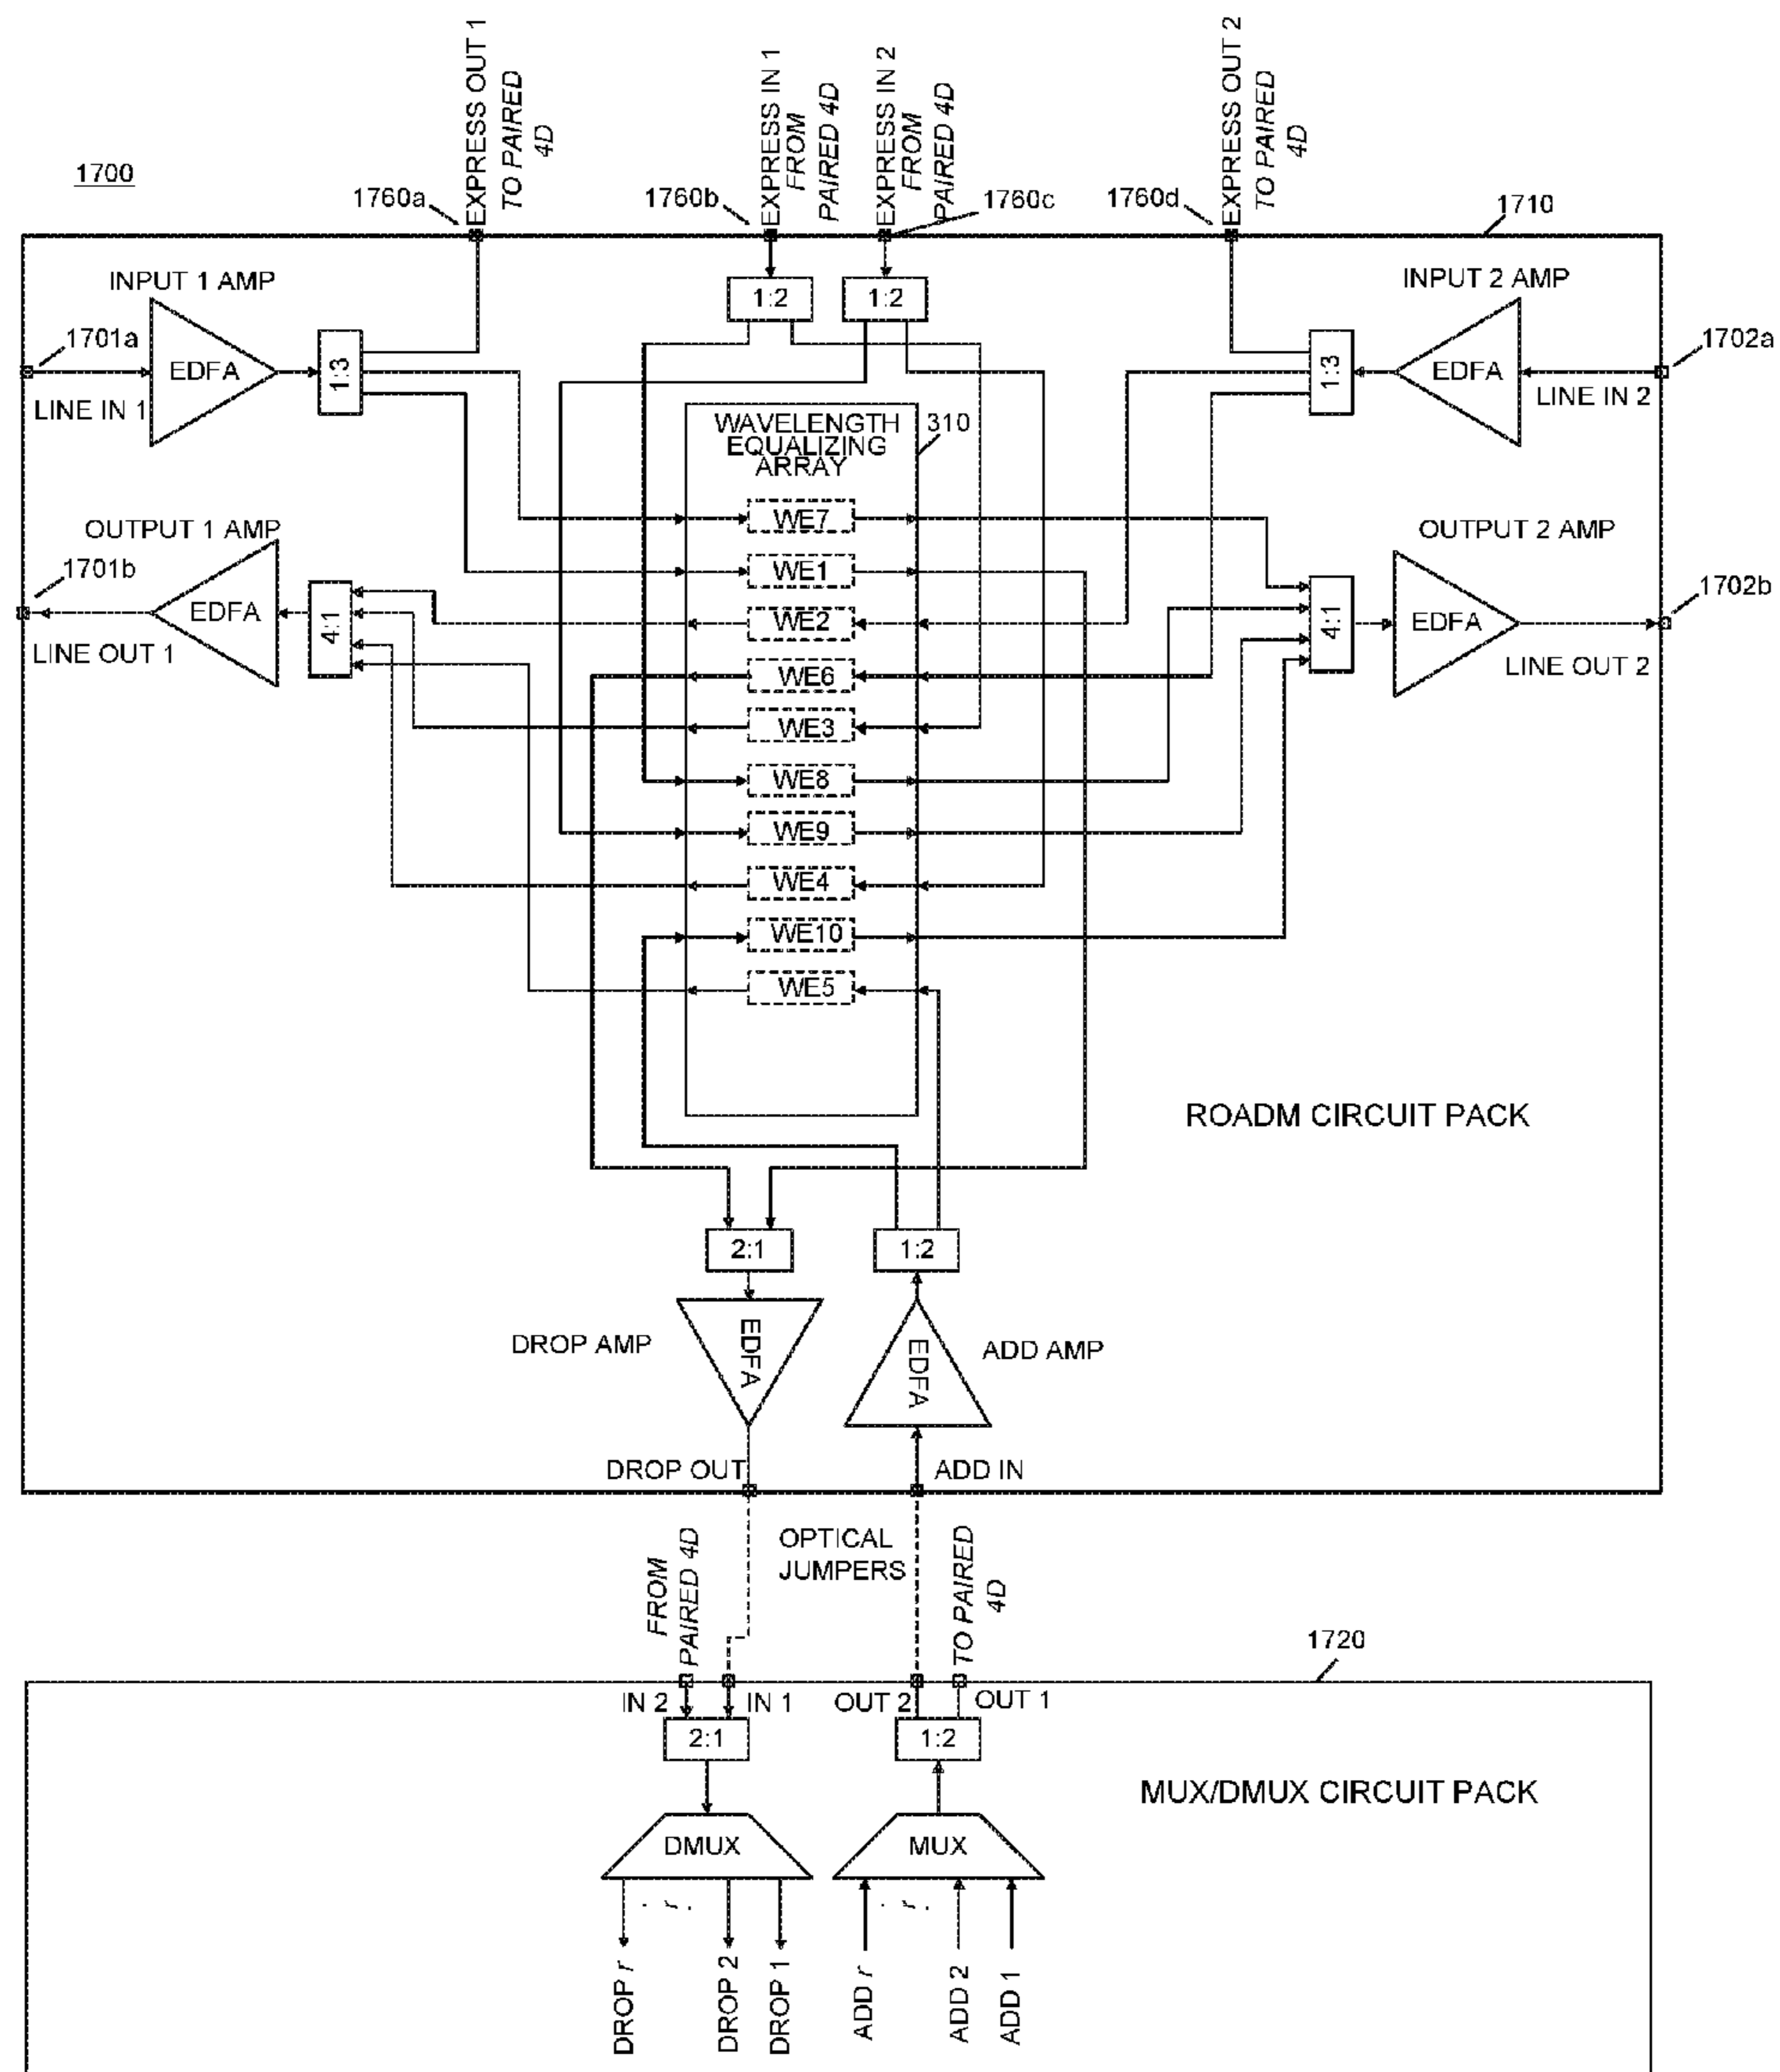 1700
EXPRESS OUT 1
TO PAIRED
4D
EXPRESS IN 1
FROM
PAIRED 4D
EXPRESS IN 2
FROM
PAIRED 4D
EXPRESS OUT 2
TO PAIRED
4D
1760a
1760b
1760c
1760d
1710
INPUT 1 AMP
1:2
1:2
INPUT 2 AMP
1701a
EDFA
1:3
LINE IN 1
1:3
EDFA
1702a
LINE IN 2
WAVELENGTH
EQUALIZING
ARRAY
310
OUTPUT 1 AMP
1701b
EDFA
4:1
LINE OUT 1
WE7
WE1
WE2
WE6
WE3
WE8
WE9
WE4
WE10
WE5
OUTPUT 2 AMP
4:1
EDFA
1702b
LINE OUT 2
ROADM CIRCUIT PACK
2:1
1:2
DROP AMP
EDFA
EDFA
ADD AMP
DROP OUT
ADD IN
OPTICAL
JUMPERS
FROM
PAIRED 4D
TO PAIRED
4D
1720
IN 2
IN 1
OUT 2
OUT 1
2:1
1:2
MUX/DMUX CIRCUIT PACK
DMUX
MUX
r
r
DROP r
DROP 2
DROP 1
ADD r
ADD 2
ADD 1